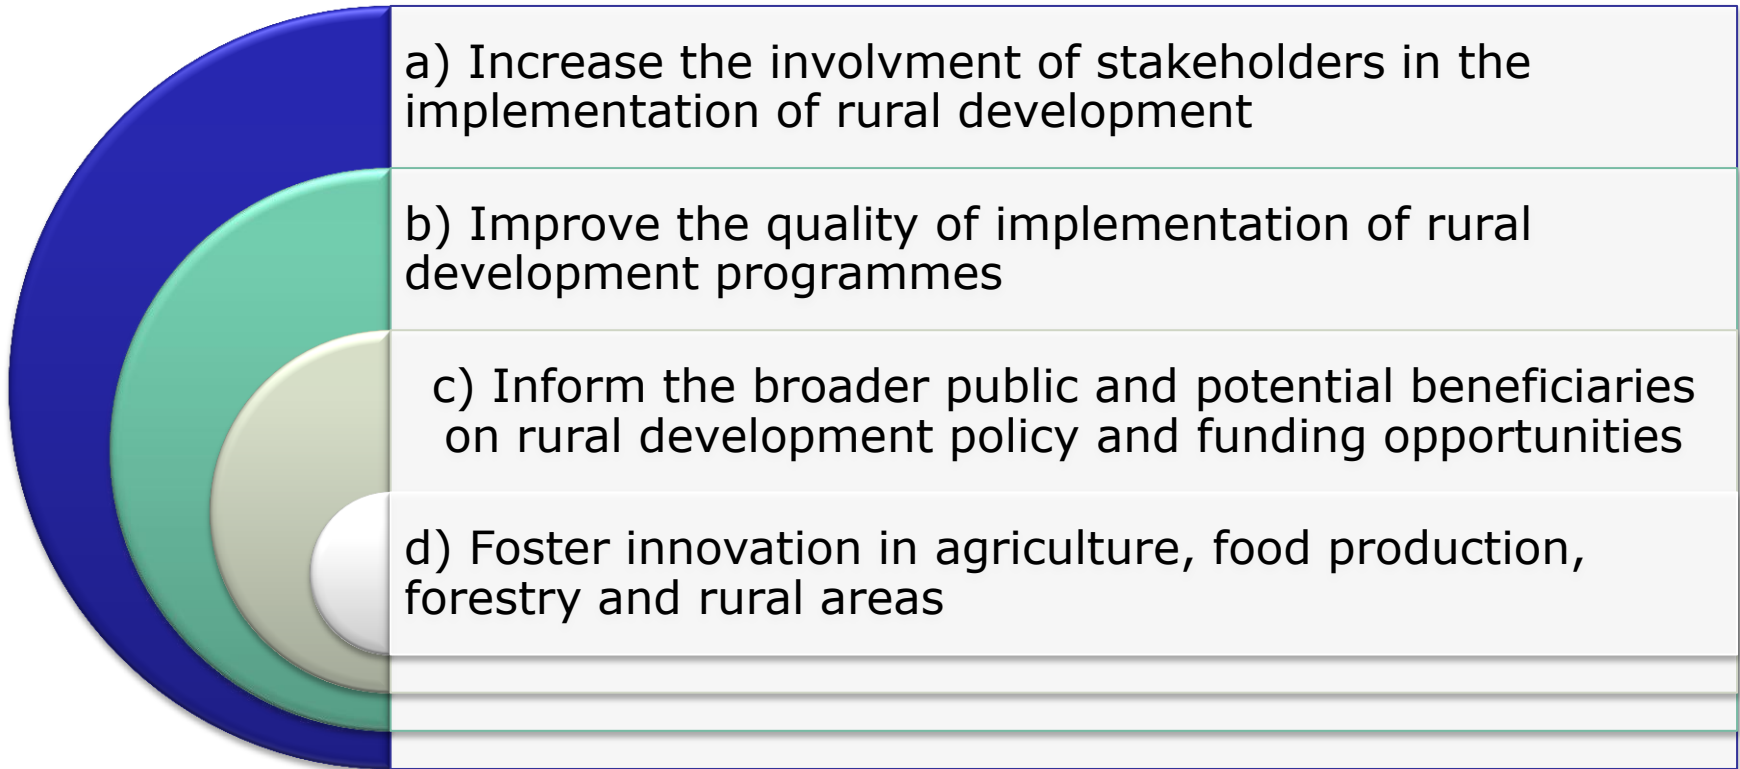 a) Increase the involvment of stakeholders in the
implementation of rural development
b) Improve the quality of implementation of rural
development programmes
c) Inform the broader public and potential beneficiaries
on rural development policy and funding opportunities
d) Foster innovation in agriculture, food production,
forestry and rural areas